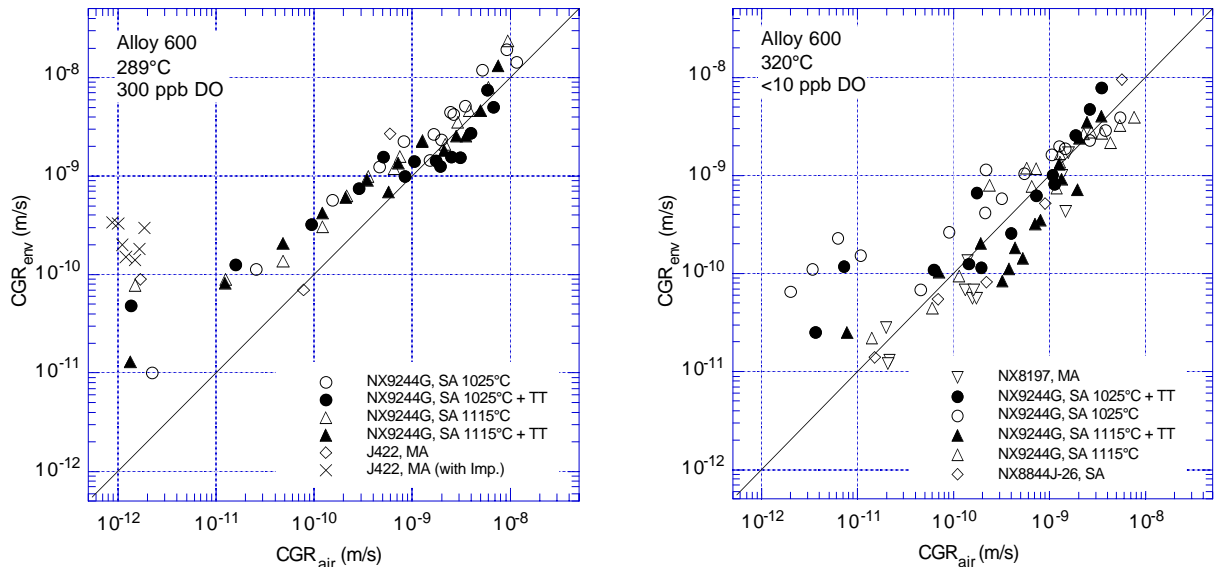 Alloy 600
289°C
300 ppb DO
CGR_env (m/s)
10^-8
10^-9
10^-10
10^-11
10^-12
NX9244G, SA 1025°C
NX9244G, SA 1025°C + TT
NX9244G, SA 1115°C
NX9244G, SA 1115°C + TT
J422, MA
J422, MA (with Imp.)
10^-12
10^-11
10^-10
10^-9
10^-8
CGR_air (m/s)
Alloy 600
320°C
<10 ppb DO
CGR_env (m/s)
10^-8
10^-9
10^-10
10^-11
10^-12
NX8197, MA
NX9244G, SA 1025°C + TT
NX9244G, SA 1025°C
NX9244G, SA 1115°C + TT
NX9244G, SA 1115°C
NX8844J-26, SA
10^-12
10^-11
10^-10
10^-9
10^-8
CGR_air (m/s)